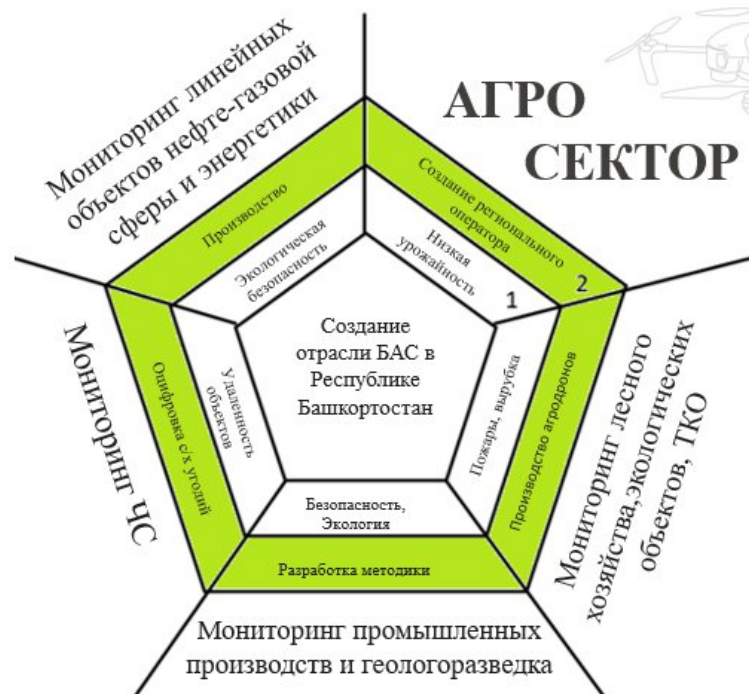 Мониторинг линейных
объектов нефте-газовой
сферы и энергетики
АГРО
СЕКТОР
Производство
Создание регионального
оператора
Экологическая
безопасность
Низкая
урожайность
1
2
Создание
отрасли БАС в
Республике
Башкортостан
Мониторинг ЧС
Оцифровка с/х угодий
Удаленность
объектов
Пожары, вырубка
Производство агродронов
Мониторинг лесного
хозяйства,экологических
объектов, ТКО
Безопасность,
Экология
Разработка методики
Мониторинг промышленных
производств и геологоразведка